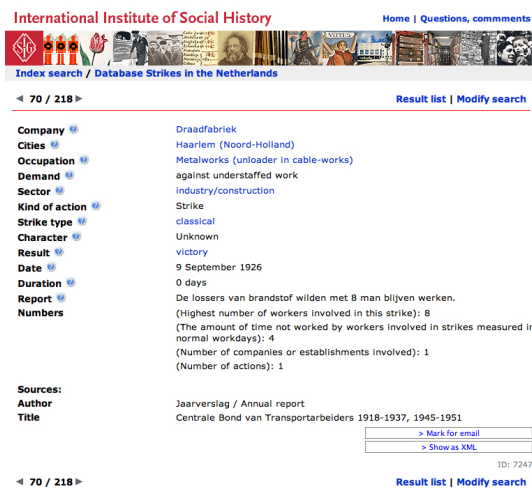 International Institute of Social History
Home | Questions, commments
VOTES
Index search / Database Strikes in the Netherlands
70 / 218
Result list | Modify search
Company Draadfabriek
Cities Haarlem (Noord-Holland)
Occupation Metalworks (unloader in cable-works)
Demand against understaffed work
Sector industry/construction
Kind of action Strike
Strike type classical
Character Unknown
Result victory
Date 9 September 1926
Duration 0 days
Report De lossers van brandstof wilden met 8 man blijven werken.
Numbers (Highest number of workers involved in this strike): 8
(The amount of time not worked by workers involved in strikes measured in
normal workdays): 4
(Number of companies or establishments involved): 1
(Number of actions): 1
Sources:
Author Jaarverslag / Annual report
Title Centrale Bond van Transportarbeiders 1918-1937, 1945-1951
> Mark for email
> Show as XML
ID: 7247
70 / 218
Result list | Modify search